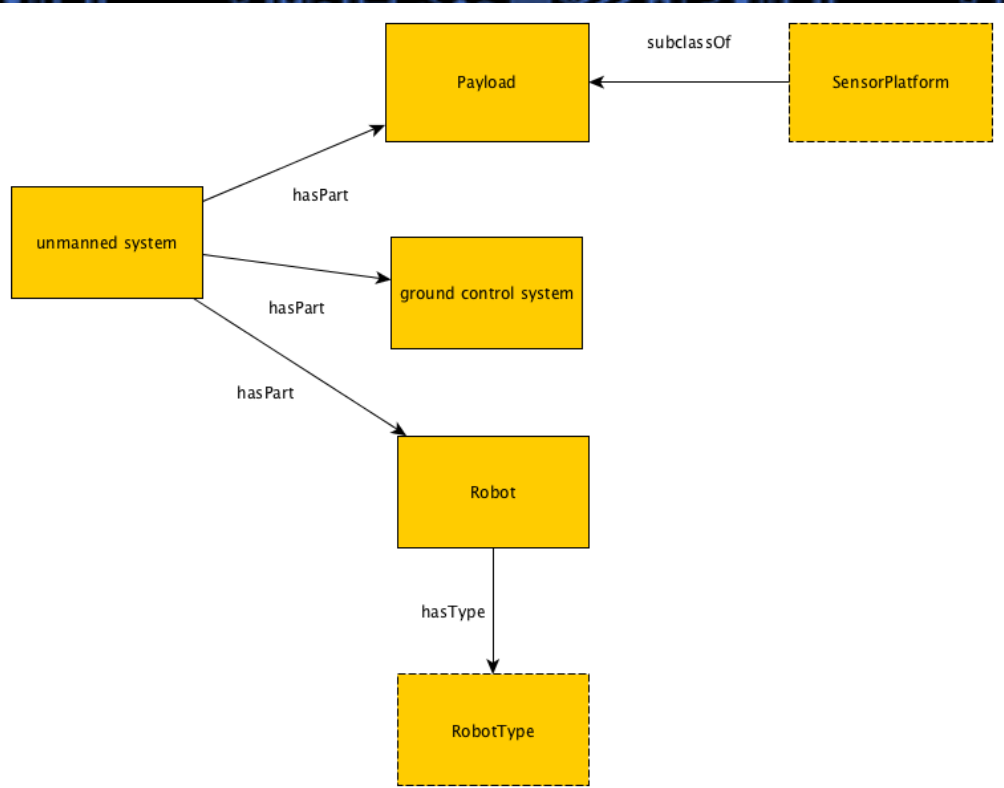 subclassOf
Payload
SensorPlatform
hasPart
unmanned system
ground control system
hasPart
hasPart
Robot
hasType
RobotType